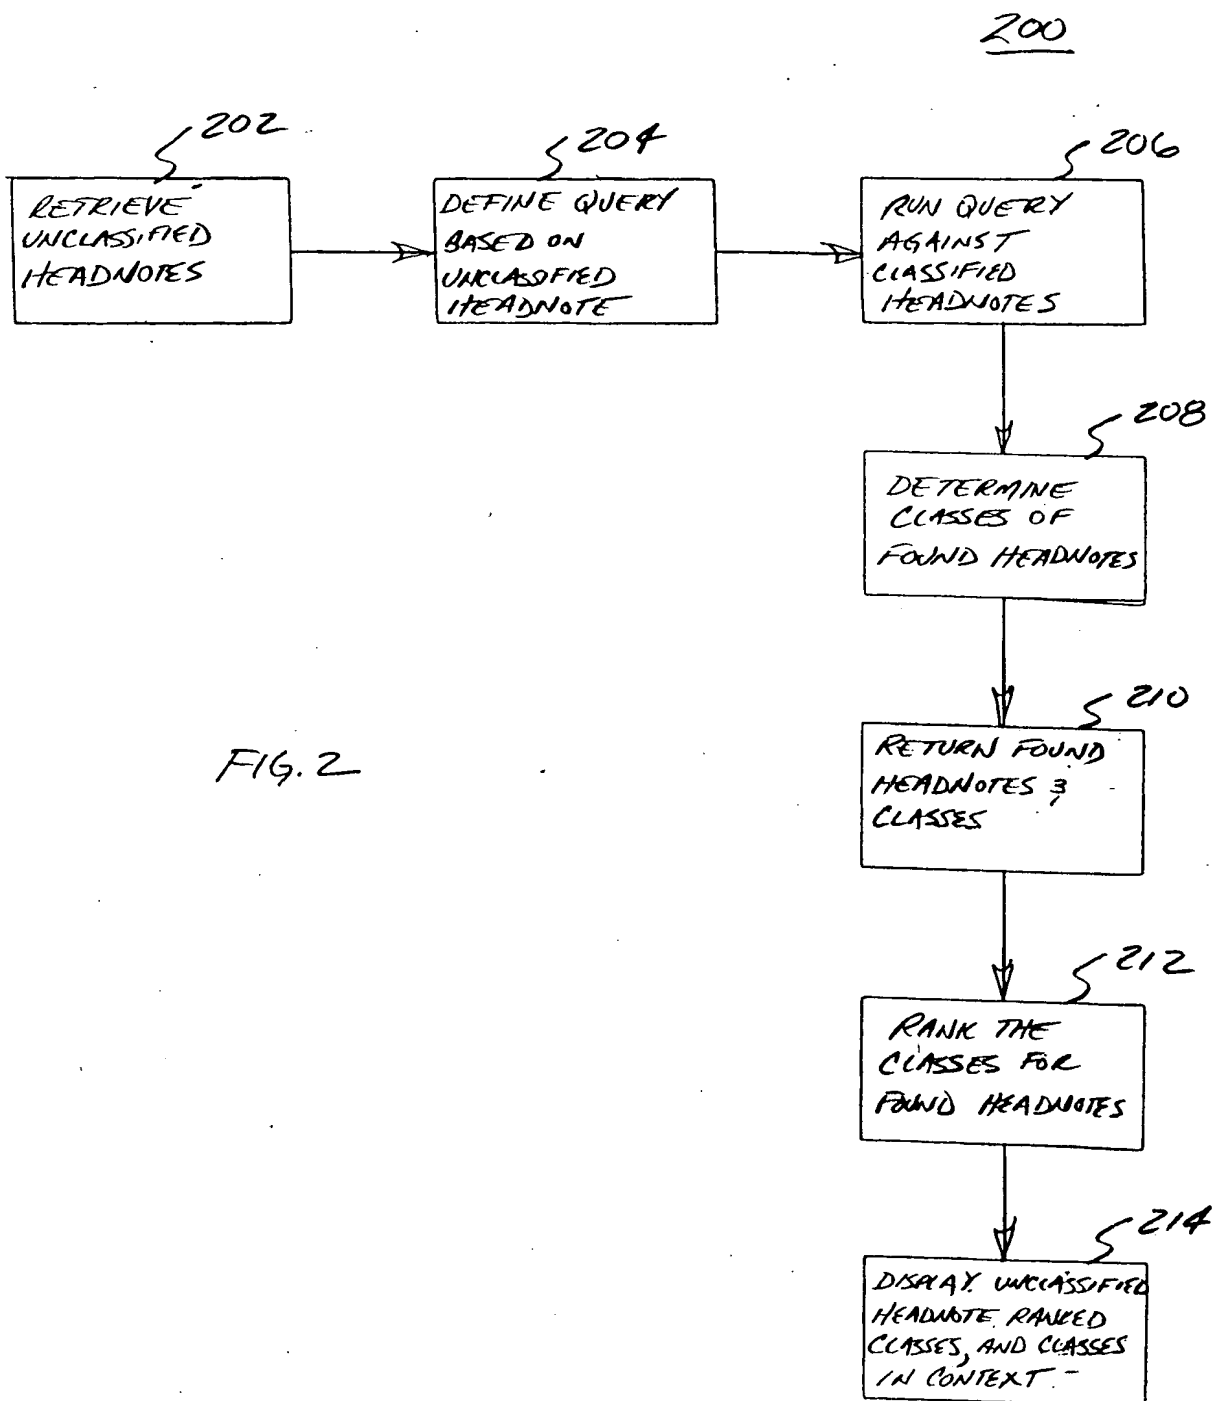 200
202
RETRIEVE
UNCLASSIFIED
HEADNOTES
204
DEFINE QUERY
BASED ON
UNCLASSIFIED
HEADNOTE
206
RUN QUERY
AGAINST
CLASSIFIED
HEADNOTES
208
DETERMINE
CLASSES OF
FOUND HEADNOTES
210
RETURN FOUND
HEADNOTES &
CLASSES
FIG. 2
212
RANK THE
CLASSES FOR
FOUND HEADNOTES
214
DISPLAY UNCLASSIFIED
HEADNOTE RANKED
CLASSES, AND CLASSES
IN CONTEXT